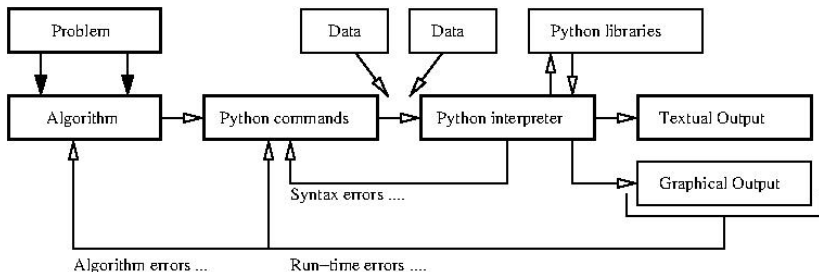 Problem
Data
Data
Python libraries
Algorithm
Python commands
Python interpreter
Textual Output
Graphical Output
Syntax errors ....
Algorithm errors ...
Run-time errors ....